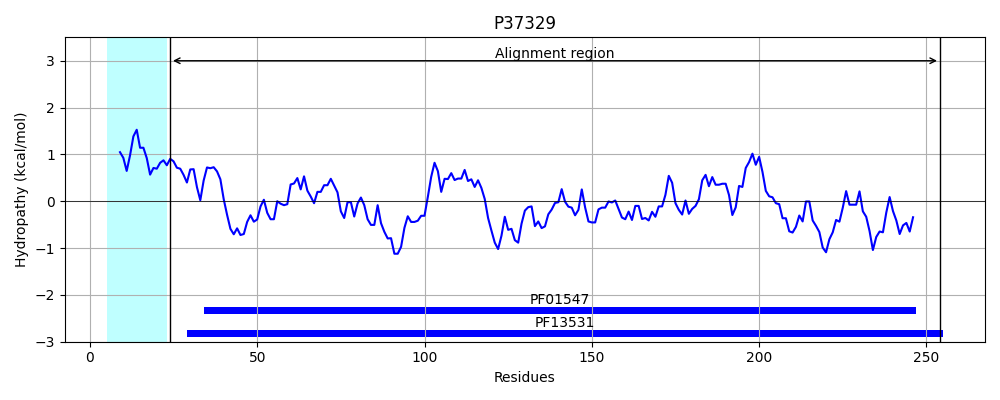 P37329
Alignment region
3
2
1
0
−1
−2
−3
Hydropathy (kcal/mol)
PF01547
PF13531
0 50 100 150 200 250
Residues